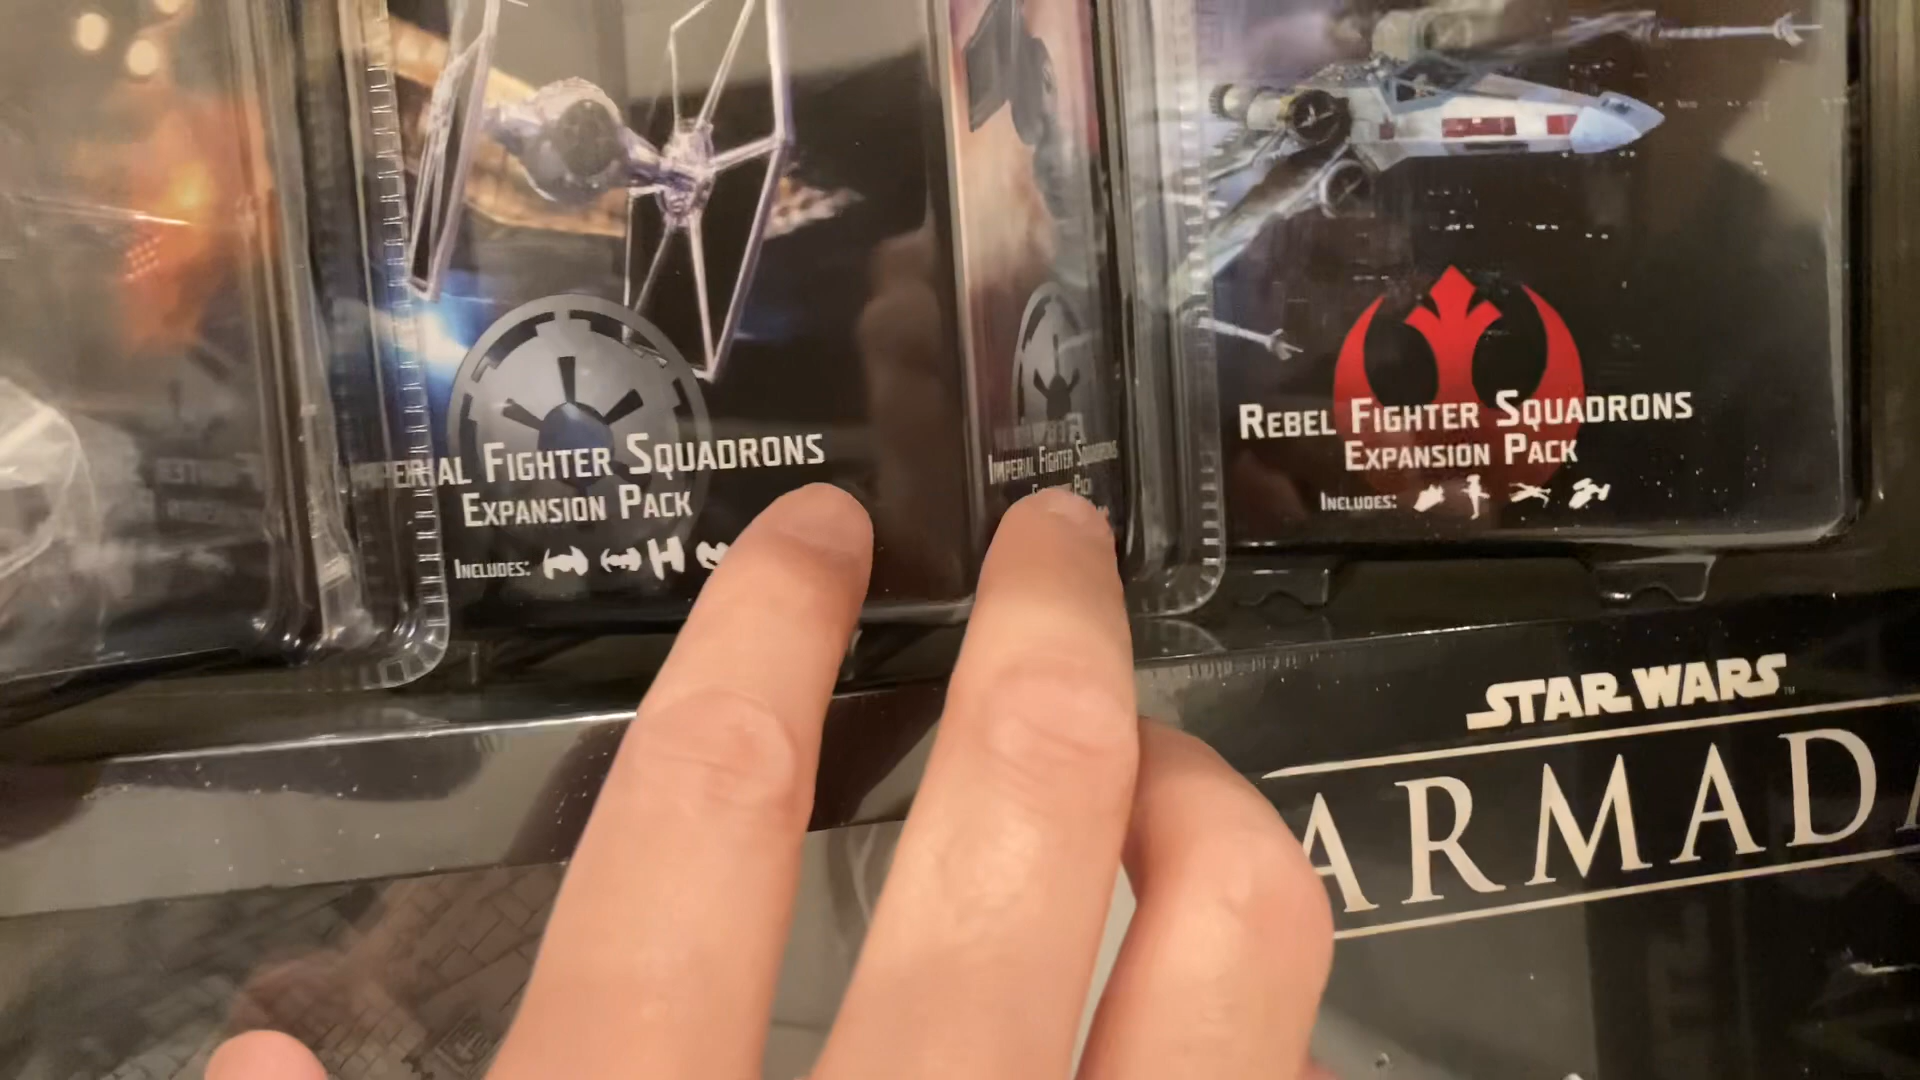 IMPERIAL FIGHTER SQUADRONS
EXPANSION PACK
INCLUDES:
IMPERIAL FIGHTER SQUADRONS
REBEL FIGHTER SQUADRONS
EXPANSION PACK
INCLUDES:
STAR WARS
ARMADA